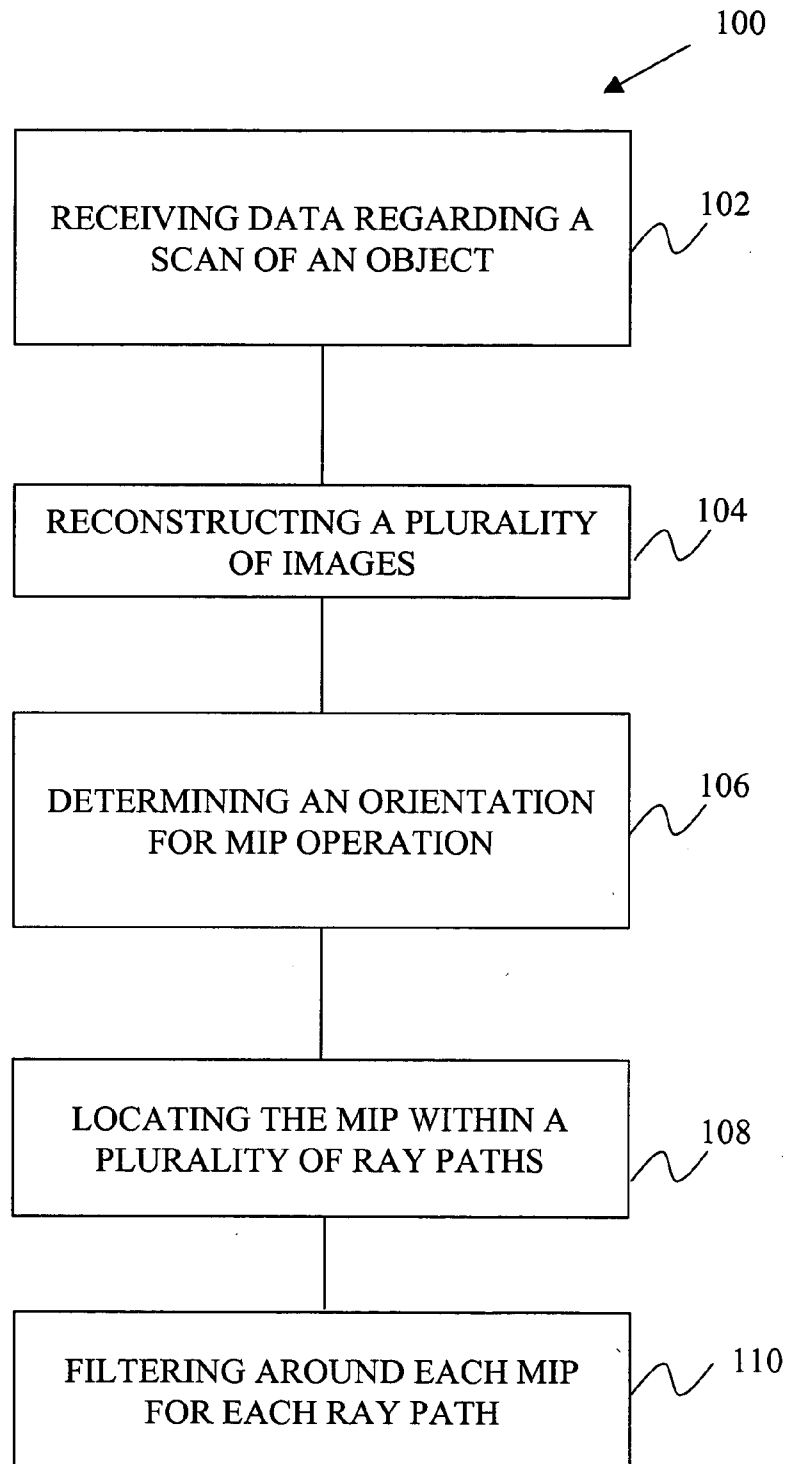 100
RECEIVING DATA REGARDING A
SCAN OF AN OBJECT
102
RECONSTRUCTING A PLURALITY
OF IMAGES
104
DETERMINING AN ORIENTATION
FOR MIP OPERATION
106
LOCATING THE MIP WITHIN A
PLURALITY OF RAY PATHS
108
FILTERING AROUND EACH MIP
FOR EACH RAY PATH
110